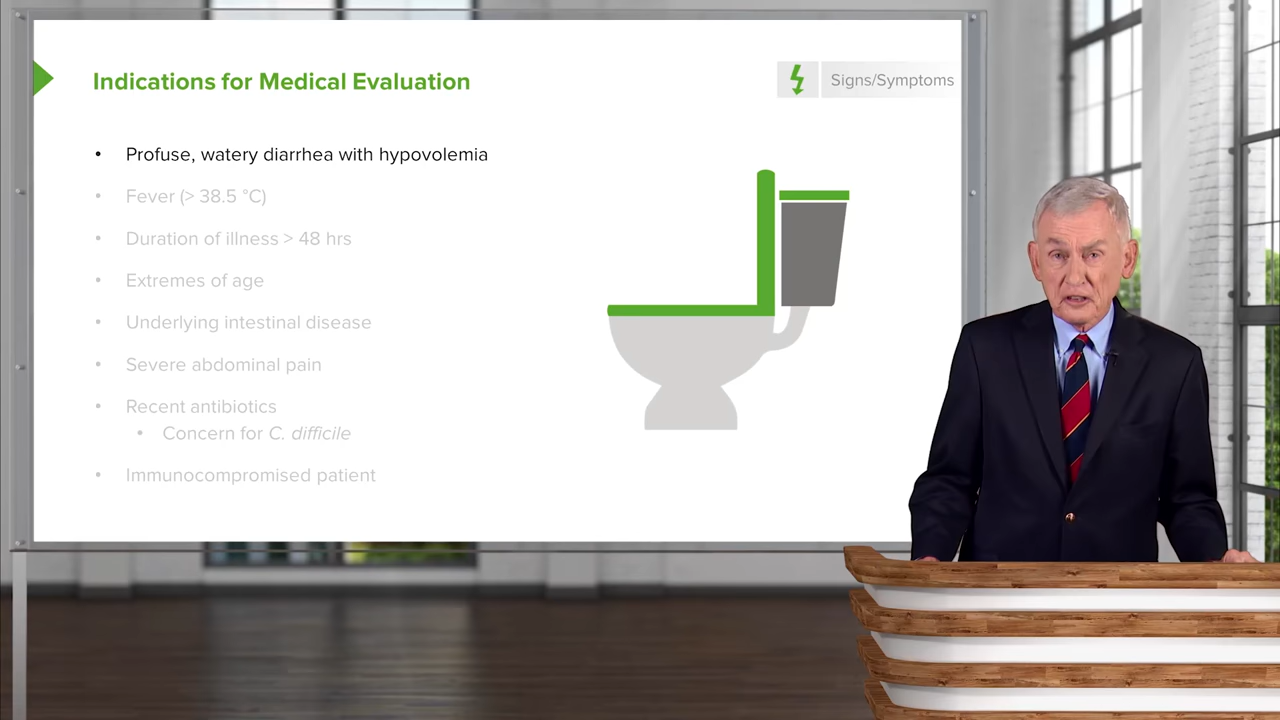 Indications for Medical Evaluation
Signs/Symptoms
• Profuse, watery diarrhea with hypovolemia
• Fever (> 38.5 °C)
• Duration of illness > 48 hrs
• Extremes of age
• Underlying intestinal disease
• Severe abdominal pain
• Recent antibiotics
• Concern for C. difficile
• Immunocompromised patient